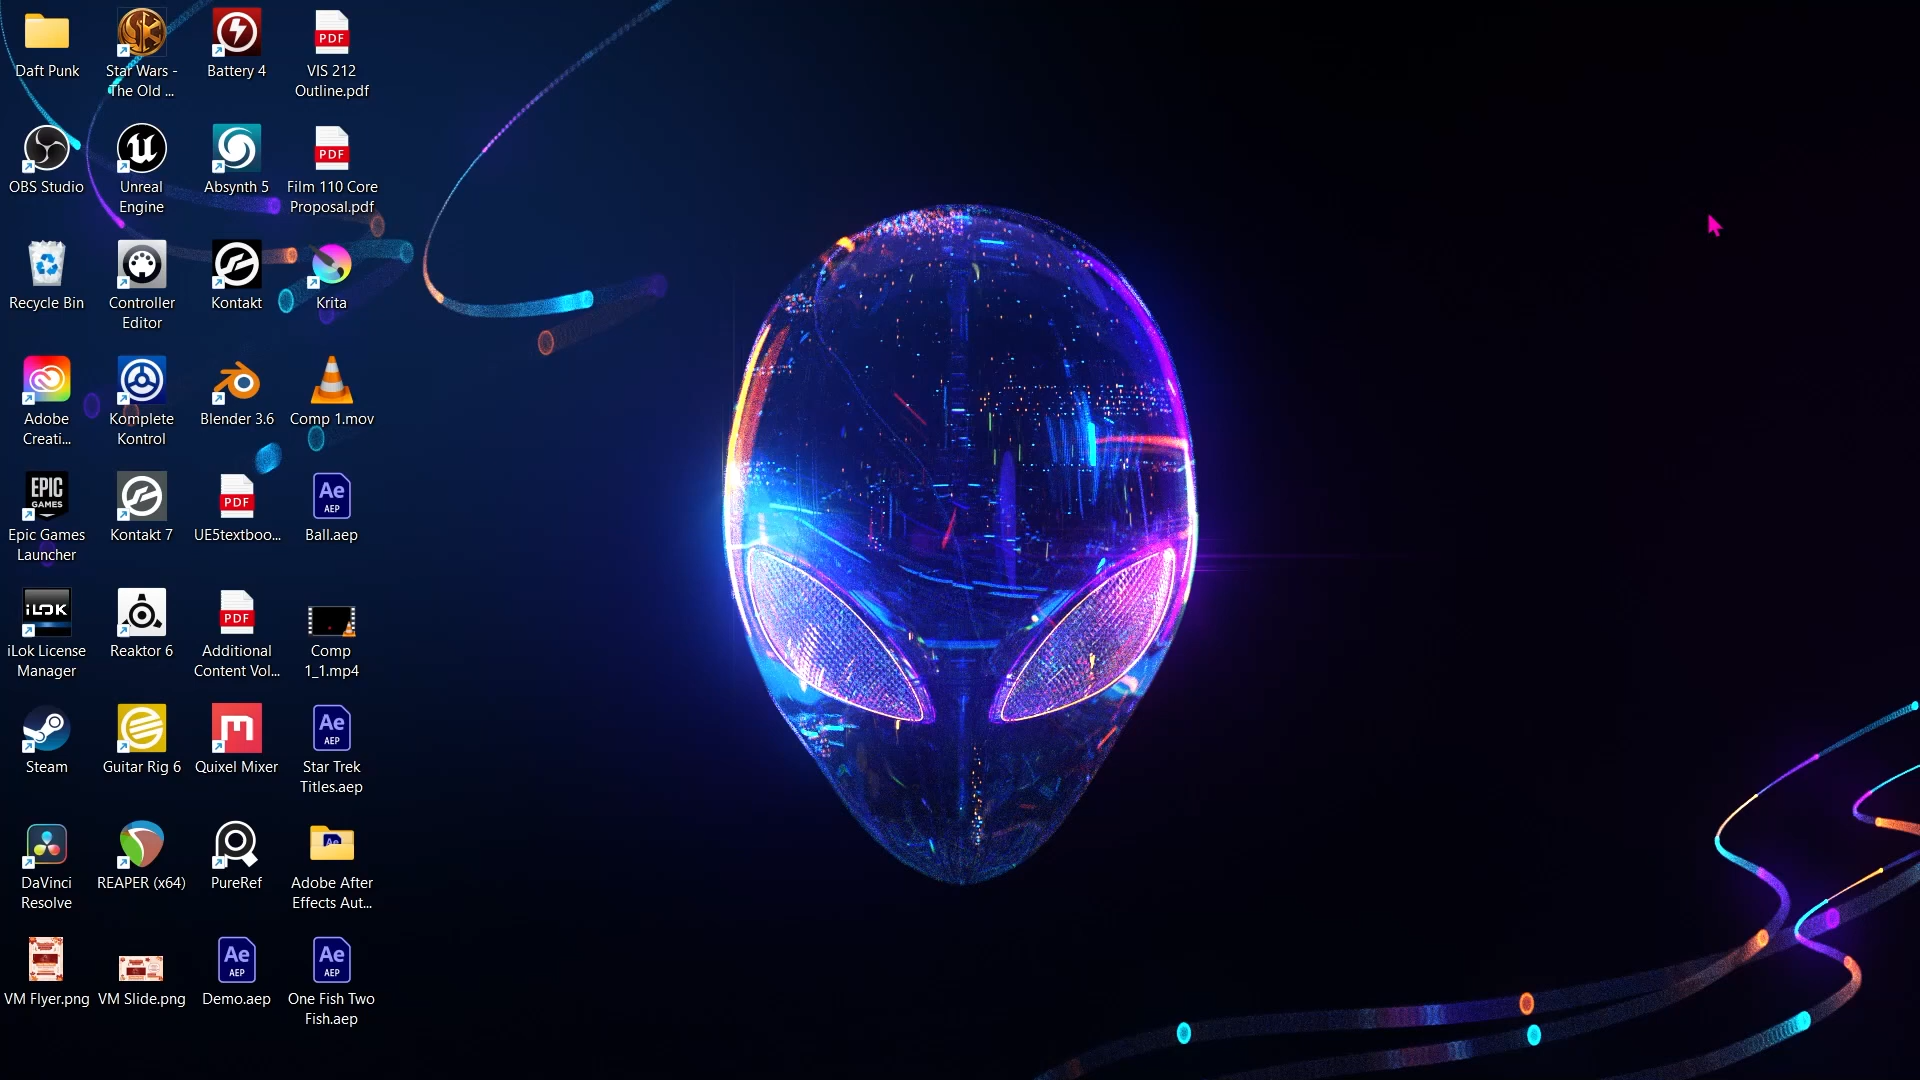 Daft Punk
Star Wars -
The Old ...
Battery 4
PDF
VIS 212
Outline.pdf
OBS Studio
Unreal
Engine
Absynth 5
PDF
Film 110 Core
Proposal.pdf
Recycle Bin
Controller
Editor
Kontakt
Krita
Adobe
Creati...
Komplete
Kontrol
Blender 3.6
Comp 1.mov
EPIC
GAMES
Epic Games
Launcher
Kontakt 7
PDF
UE5textboo...
Ae
AEP
Ball.aep
iLOK
iLok License
Manager
Reaktor 6
PDF
Additional
Content Vol...
Comp
1_1.mp4
Steam
Guitar Rig 6
Quixel Mixer
Ae
AEP
Star Trek
Titles.aep
DaVinci
Resolve
REAPER (x64)
PureRef
Ae
Adobe After
Effects Aut...
VM Flyer.png
VM Slide.png
Ae
AEP
Demo.aep
Ae
AEP
One Fish Two
Fish.aep